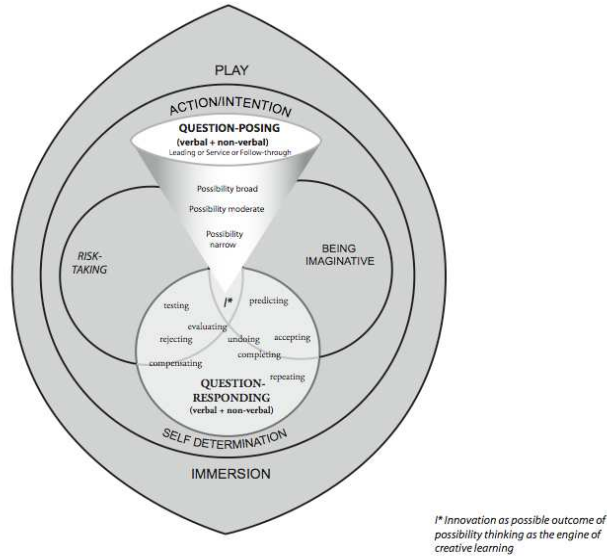 PLAY
ACTION/INTENTION
QUESTION-POSING
(verbal + non-verbal)
Leading or Service or Follow-through
Possibility broad
Possibility moderate
Possibility
narrow
RISK-
TAKING
BEING
IMAGINATIVE
I*
testing
predicting
evaluating
rejecting
undoing
accepting
completing
compensating
repeating
QUESTION-
RESPONDING
(verbal + non-verbal)
SELF DETERMINATION
IMMERSION
I* Innovation as possible outcome of
possibility thinking as the engine of
creative learning